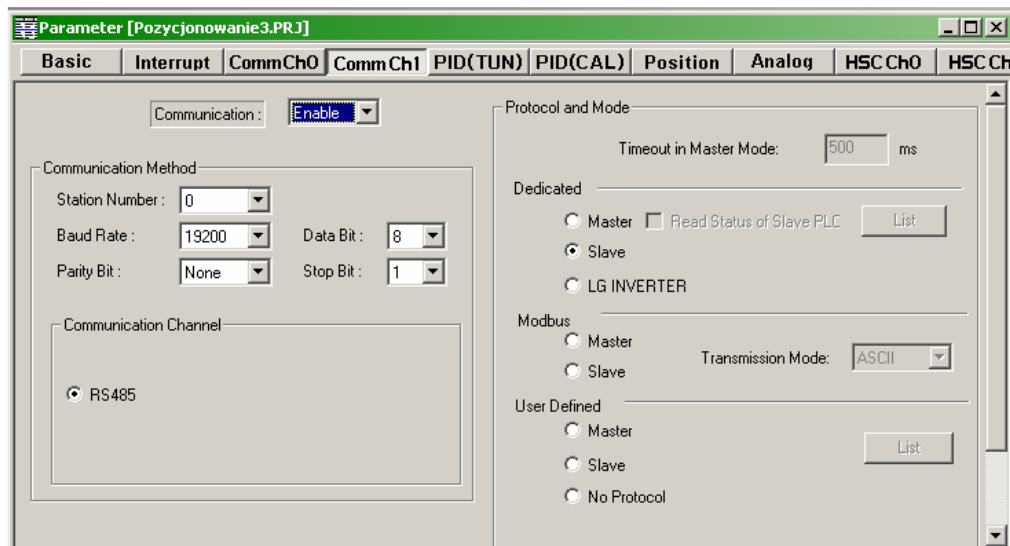 Parameter [Pozycjonowanie3.PRJ]
Basic Interrupt Comm Ch0 Comm Ch1 PID(TUN) PID(CAL) Position Analog HSC Ch0 HSC Ch
Communication : Enable
Communication Method
Station Number : 0
Baud Rate : 19200 Data Bit : 8
Parity Bit : None Stop Bit : 1
Communication Channel
RS485
Protocol and Mode
Timeout in Master Mode: 500 ms
Dedicated
Master Read Status of Slave PLC List
Slave
LG INVERTER
Modbus
Master
Transmission Mode: ASCII
Slave
User Defined
Master
List
Slave
No Protocol